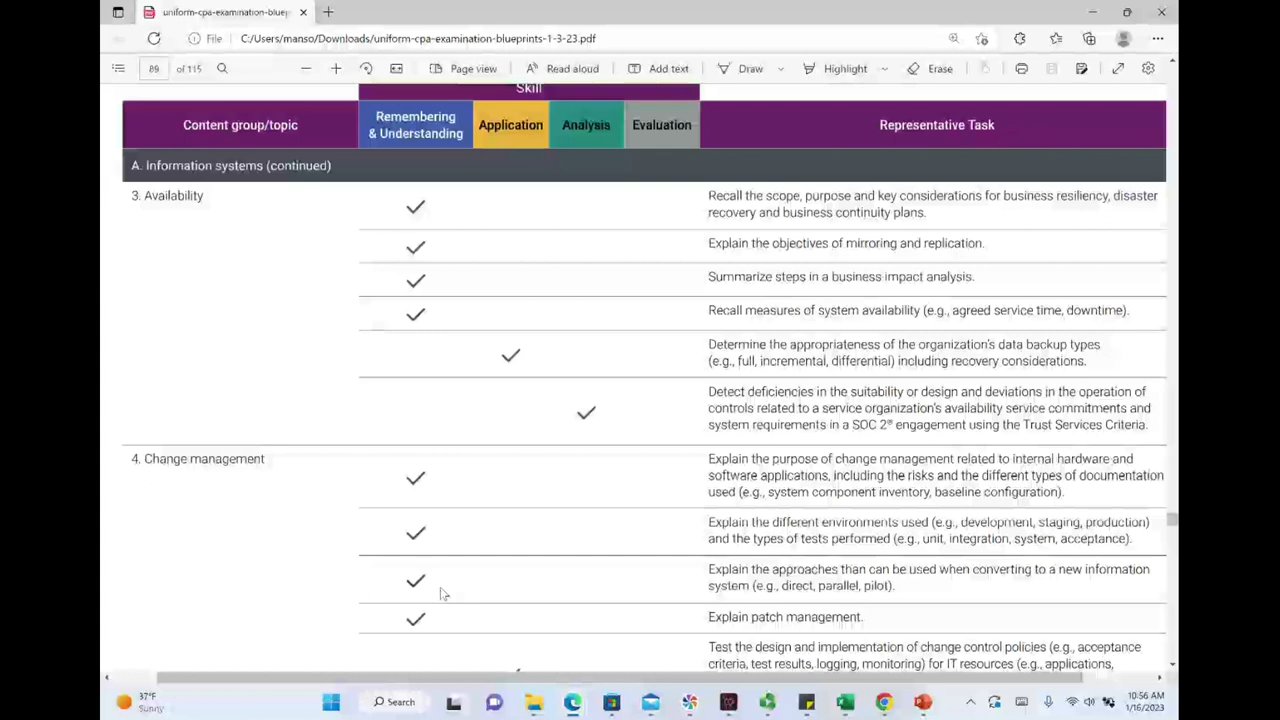 uniform-cpa-examination-bluep
File
C:/Users/manso/Downloads/uniform-cpa-examination-blueprints-1-3-23.pdf
89 of 115
Page view
Read aloud
Add text
Draw
Highlight
Erase
Skill
Content group/topic
Remembering
& Understanding
Application
Analysis
Evaluation
Representative Task
A. Information systems (continued)
3. Availability
Recall the scope, purpose and key considerations for business resiliency, disaster
recovery and business continuity plans.
Explain the objectives of mirroring and replication.
Summarize steps in a business impact analysis.
Recall measures of system availability (e.g., agreed service time, downtime).
Determine the appropriateness of the organization's data backup types
(e.g., full, incremental, differential) including recovery considerations.
Detect deficiencies in the suitability or design and deviations in the operation of
controls related to a service organization's availability service commitments and
system requirements in a SOC 2® engagement using the Trust Services Criteria.
4. Change management
Explain the purpose of change management related to internal hardware and
software applications, including the risks and the different types of documentation
used (e.g., system component inventory, baseline configuration).
Explain the different environments used (e.g., development, staging, production)
and the types of tests performed (e.g., unit, integration, system, acceptance).
Explain the approaches than can be used when converting to a new information
system (e.g., direct, parallel, pilot).
Explain patch management.
Test the design and implementation of change control policies (e.g., acceptance
criteria, test results, logging, monitoring) for IT resources (e.g., applications,
37°F
Sunny
Search
10:56 AM
1/16/2023